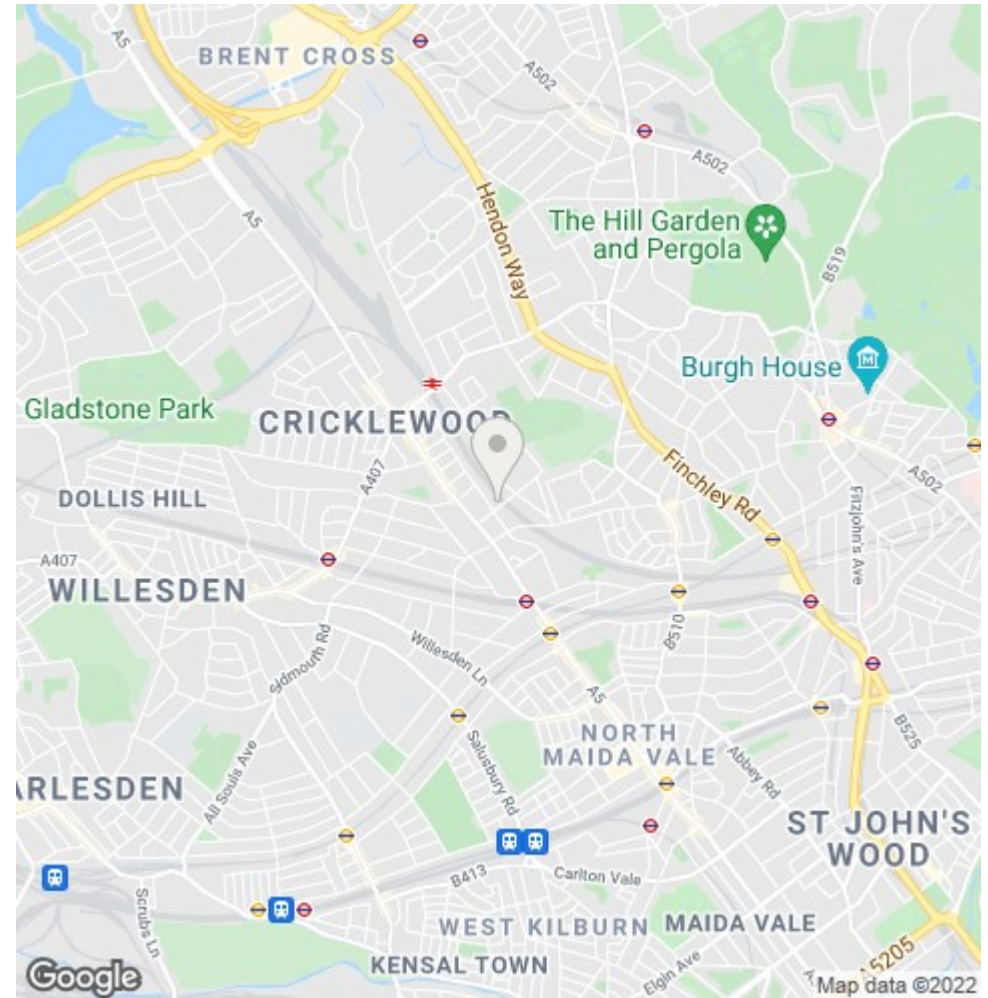 A5
BRENT CROSS
A502
A502
A5
Hendon Way
The Hill Garden
and Pergola
B519
Burgh House
Gladstone Park
CRICKLEWOOD
A407
Finchley Rd
A502
DOLLIS HILL
Fitzjohn's Ave
A407
WILLESDEN
B510
Sidmouth Rd
Willesden Ln
A5
B525
NORTH
MAIDA VALE
Salusbury Rd
Abbey Rd
All Souls Ave
ARLESDEN
ST JOHN'S
WOOD
B413
Carlton Vale
Scrubs Ln
WEST KILBURN
MAIDA VALE
A5205
KENSAL TOWN
Elgin Ave
Google
Map data ©2022